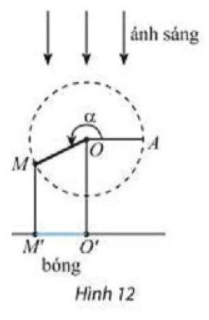 ánh sáng
α
O
A
M
M' O'
bóng
Hình 12